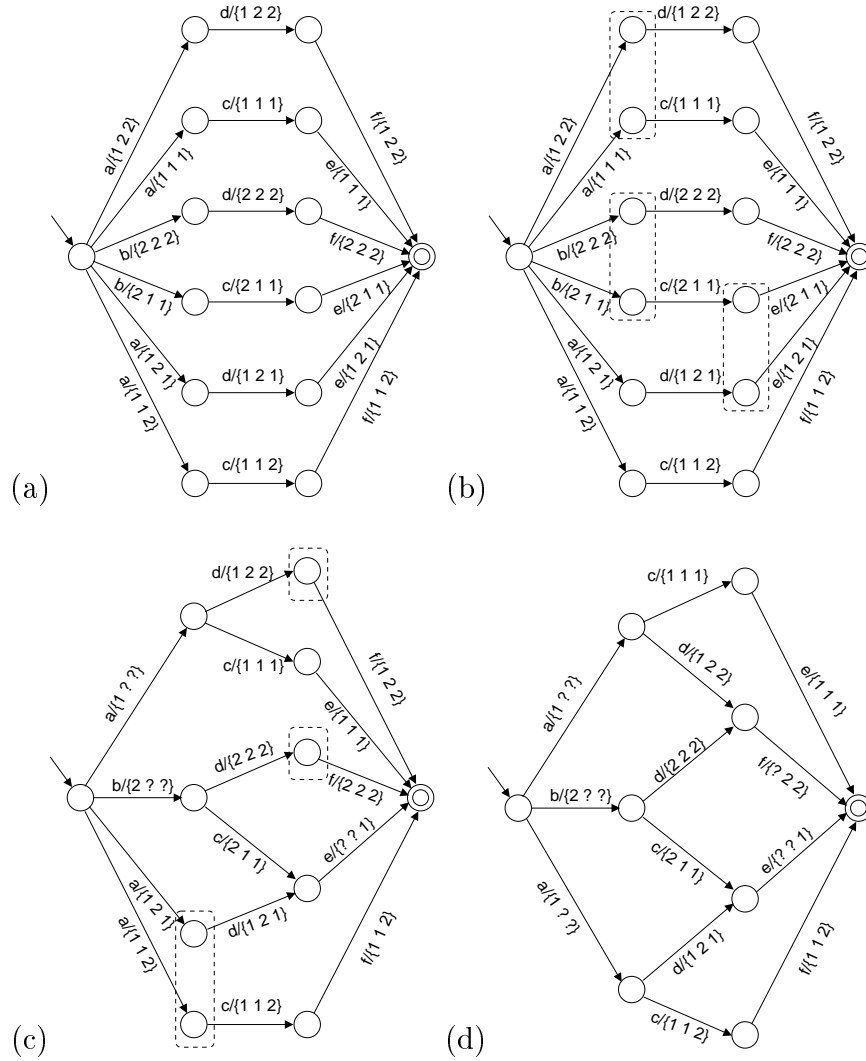 d/{1 2 2}
c/{1 1 1}
a/{1 2 2}
a/{1 1 1}
f/{1 2 2}
e/{1 1 1}
d/{2 2 2}
b/{2 2 2}
f/{2 2 2}
b/{2 1 1}
c/{2 1 1}
e/{2 1 1}
a/{1 2 1}
d/{1 2 1}
e/{1 2 1}
a/{1 1 2}
c/{1 1 2}
f/{1 1 2}
(a)
d/{1 2 2}
c/{1 1 1}
a/{1 2 2}
a/{1 1 1}
f/{1 2 2}
e/{1 1 1}
d/{2 2 2}
b/{2 2 2}
f/{2 2 2}
b/{2 1 1}
c/{2 1 1}
e/{2 1 1}
a/{1 2 1}
d/{1 2 1}
e/{1 2 1}
a/{1 1 2}
c/{1 1 2}
f/{1 1 2}
(b)
d/{1 2 2}
a/{1 ? ?}
c/{1 1 1}
f/{1 2 2}
e/{1 1 1}
d/{2 2 2}
f/{2 2 2}
b/{2 ? ?}
c/{2 1 1}
e/{? ? 1}
a/{1 2 1}
d/{1 2 1}
a/{1 1 2}
c/{1 1 2}
f/{1 1 2}
(c)
c/{1 1 1}
a/{1 ? ?}
d/{1 2 2}
e/{1 1 1}
d/{2 2 2}
f/{? 2 2}
b/{2 ? ?}
c/{2 1 1}
e/{? ? 1}
a/{1 ? ?}
d/{1 2 1}
c/{1 1 2}
f/{1 1 2}
(d)